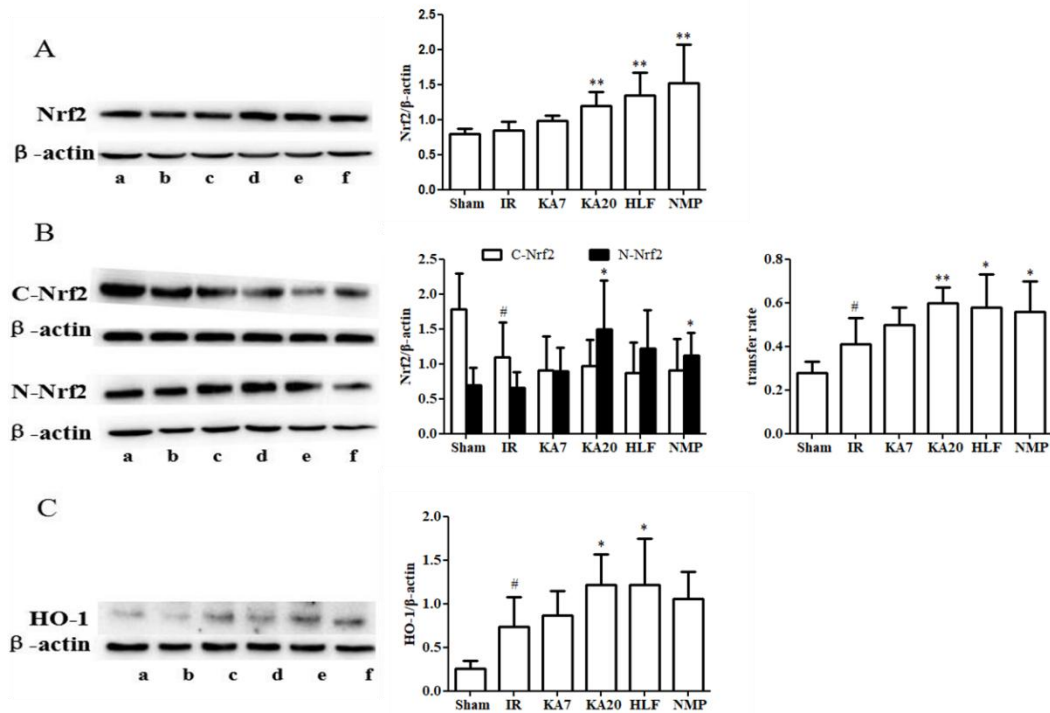 A
Nrf2
β-actin
a b c d e f
Nrf2/β-actin
2.5
2.0
1.5
1.0
0.5
0.0
** ** **
Sham IR KA7 KA20 HLF NMP
B
C-Nrf2
β-actin
N-Nrf2
β-actin
a b c d e f
C-Nrf2 N-Nrf2
Nrf2/β-actin
2.5
2.0
1.5
1.0
0.5
0.0
# * *
Sham IR KA7 KA20 HLF NMP
transfer rate
0.8
0.6
0.4
0.2
0.0
# ** * *
Sham IR KA7 KA20 HLF NMP
C
HO-1
β-actin
a b c d e f
HO-1/β-actin
2.0
1.5
1.0
0.5
0.0
# * *
Sham IR KA7 KA20 HLF NMP